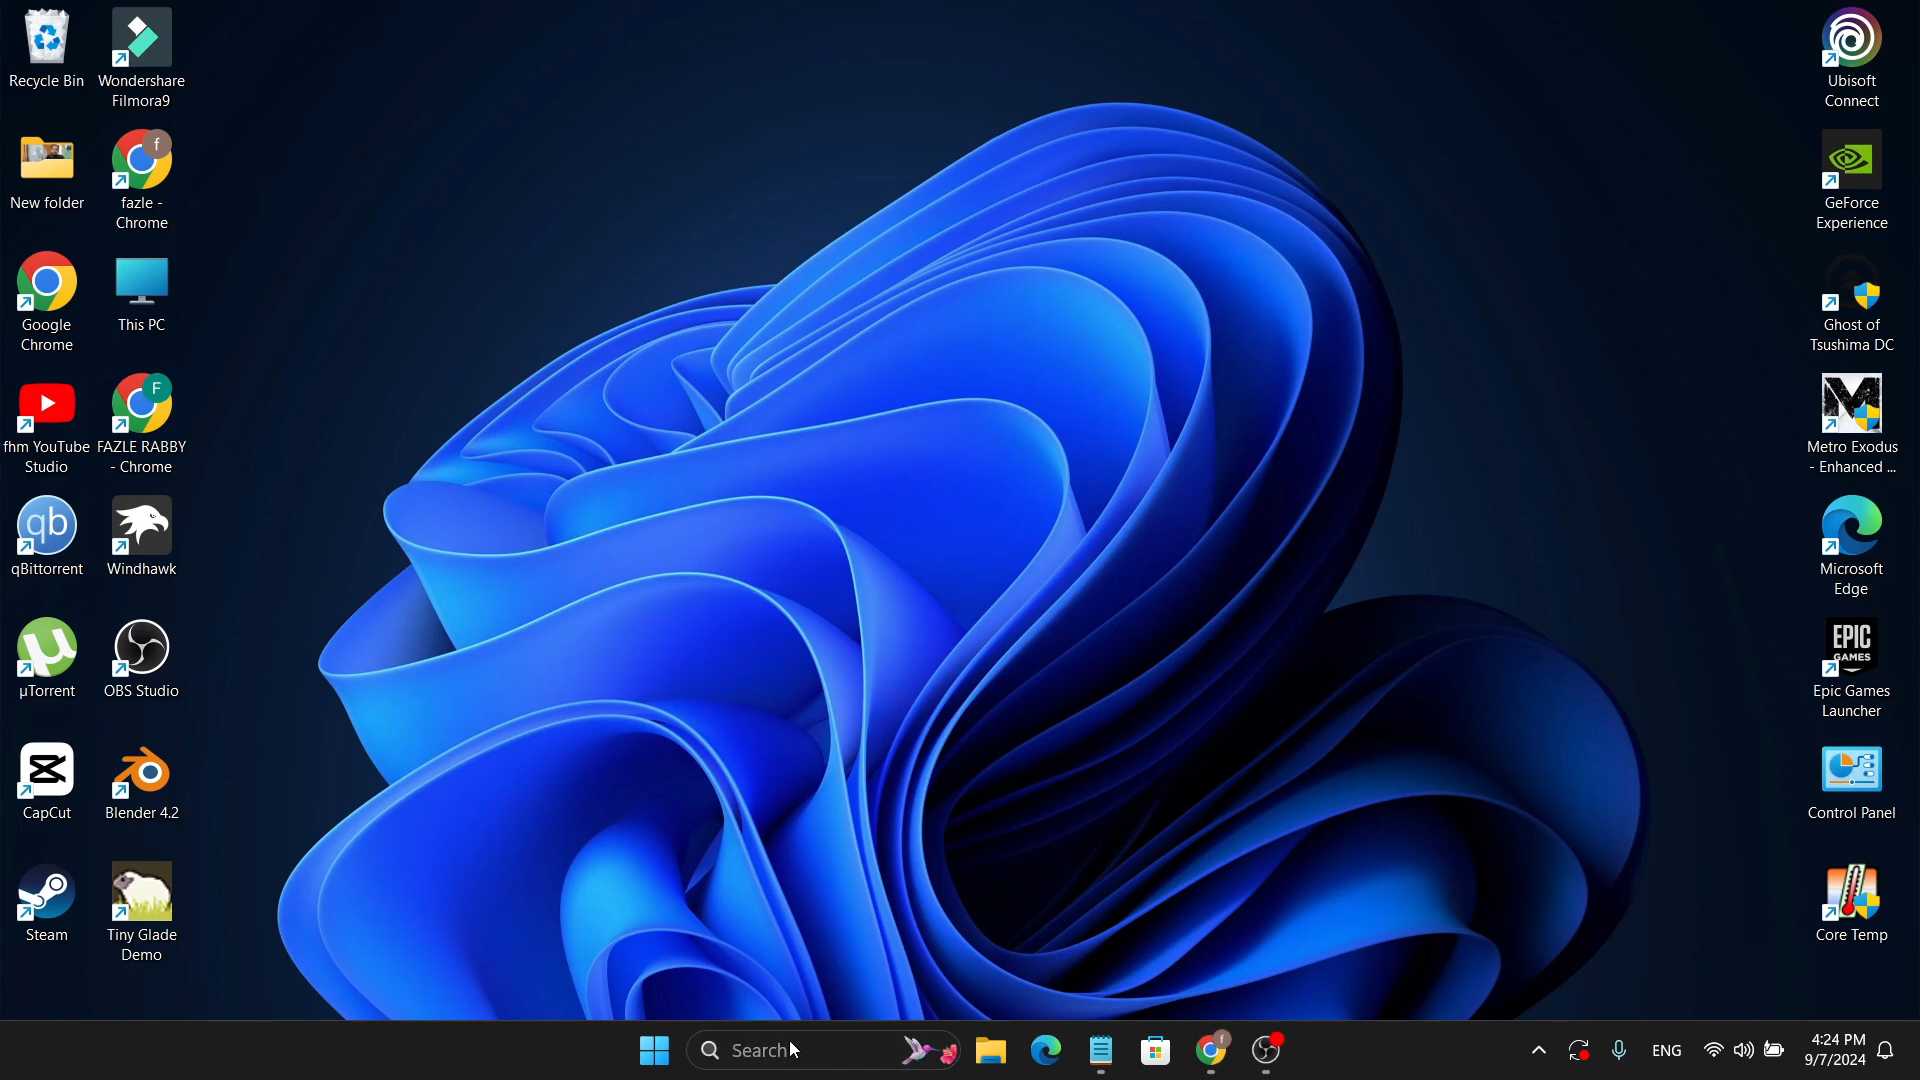 Recycle Bin
Wondershare
Filmora9
New folder
f
fazle -
Chrome
Google
Chrome
This PC
fhm YouTube
Studio
F
FAZLE RABBY
- Chrome
qb
qBittorrent
Windhawk
µ
µTorrent
OBS Studio
CapCut
Blender 4.2
Steam
Tiny Glade
Demo
Ubisoft
Connect
GeForce
Experience
Ghost of
Tsushima DC
M
Metro Exodus
- Enhanced ...
Microsoft
Edge
EPIC
GAMES
Epic Games
Launcher
Control Panel
Core Temp
Search
f
ENG
4:24 PM
9/7/2024